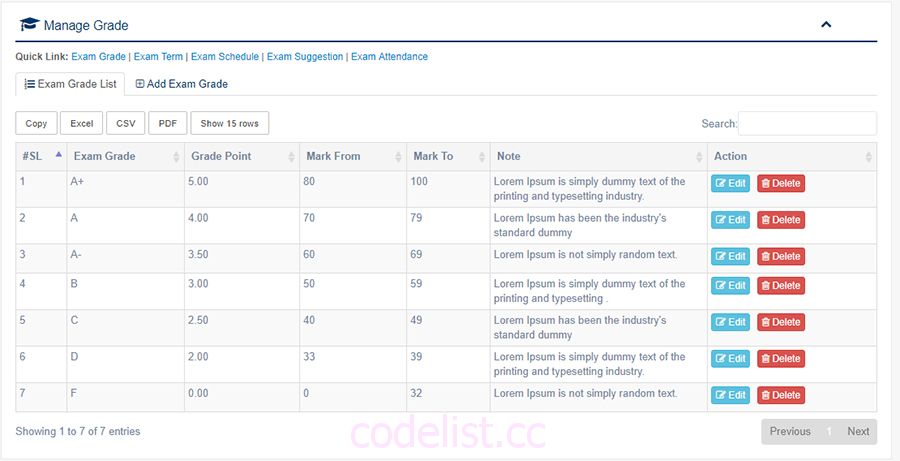 Manage Grade
Quick Link: Exam Grade | Exam Term | Exam Schedule | Exam Suggestion | Exam Attendance
Exam Grade List Add Exam Grade
Copy Excel CSV PDF Show 15 rows Search:
#SL Exam Grade Grade Point Mark From Mark To Note Action
1 A+ 5.00 80 100 Lorem Ipsum is simply dummy text of the Edit Delete
printing and typesetting industry.
2 A 4.00 70 79 Lorem Ipsum has been the industry's Edit Delete
standard dummy
3 A- 3.50 60 69 Lorem Ipsum is not simply random text. Edit Delete
4 B 3.00 50 59 Lorem Ipsum is simply dummy text of the Edit Delete
printing and typesetting .
5 C 2.50 40 49 Lorem Ipsum has been the industry's Edit Delete
standard dummy
6 D 2.00 33 39 Lorem Ipsum is simply dummy text of the Edit Delete
printing and typesetting industry.
7 F 0.00 0 32 Lorem Ipsum is not simply random text. Edit Delete
Showing 1 to 7 of 7 entries Previous 1 Next
codelist.cc